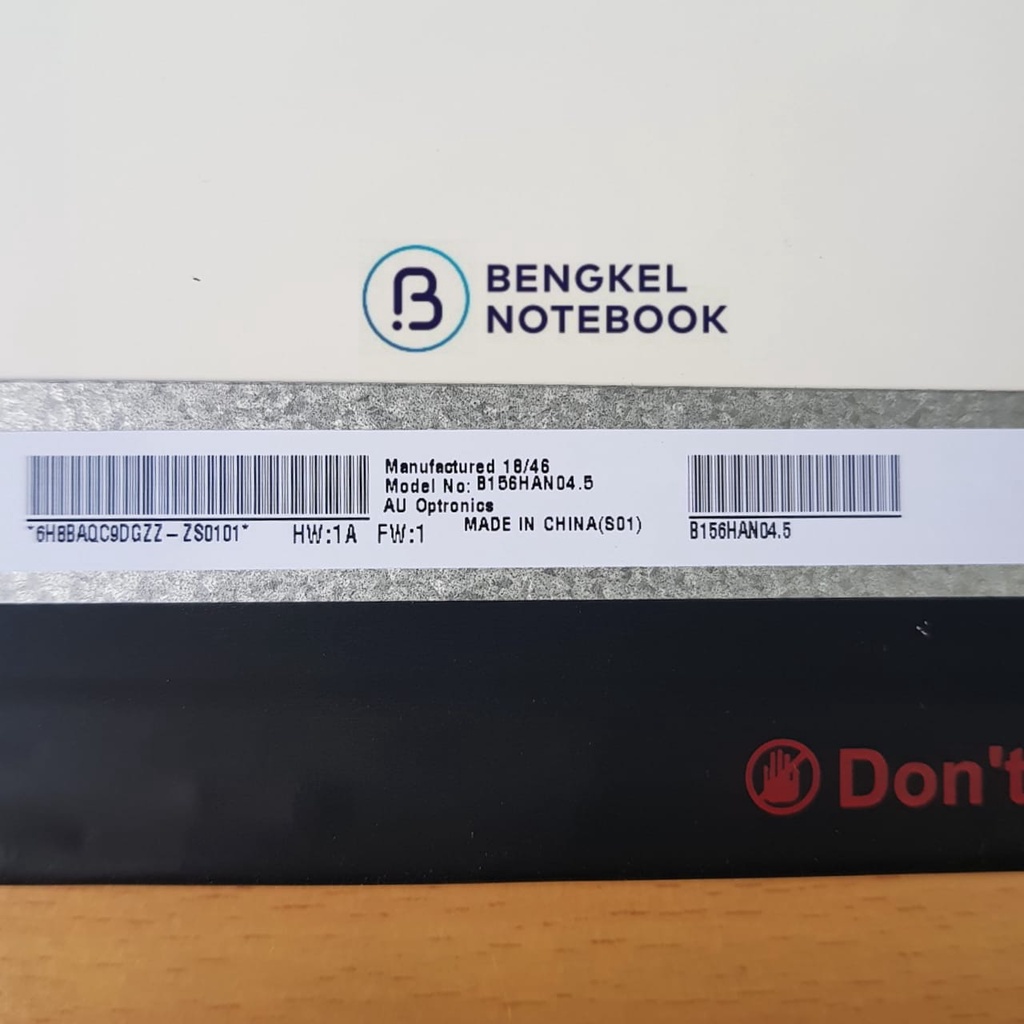 BENGKEL
NOTEBOOK
Manufactured 18/46
Model No: B156HAN04.5
AU Optronics
MADE IN CHINA(S01)
*6H8BAQC9DGZZ-ZS0101* HW:1A FW:1
B156HAN04.5
Don't